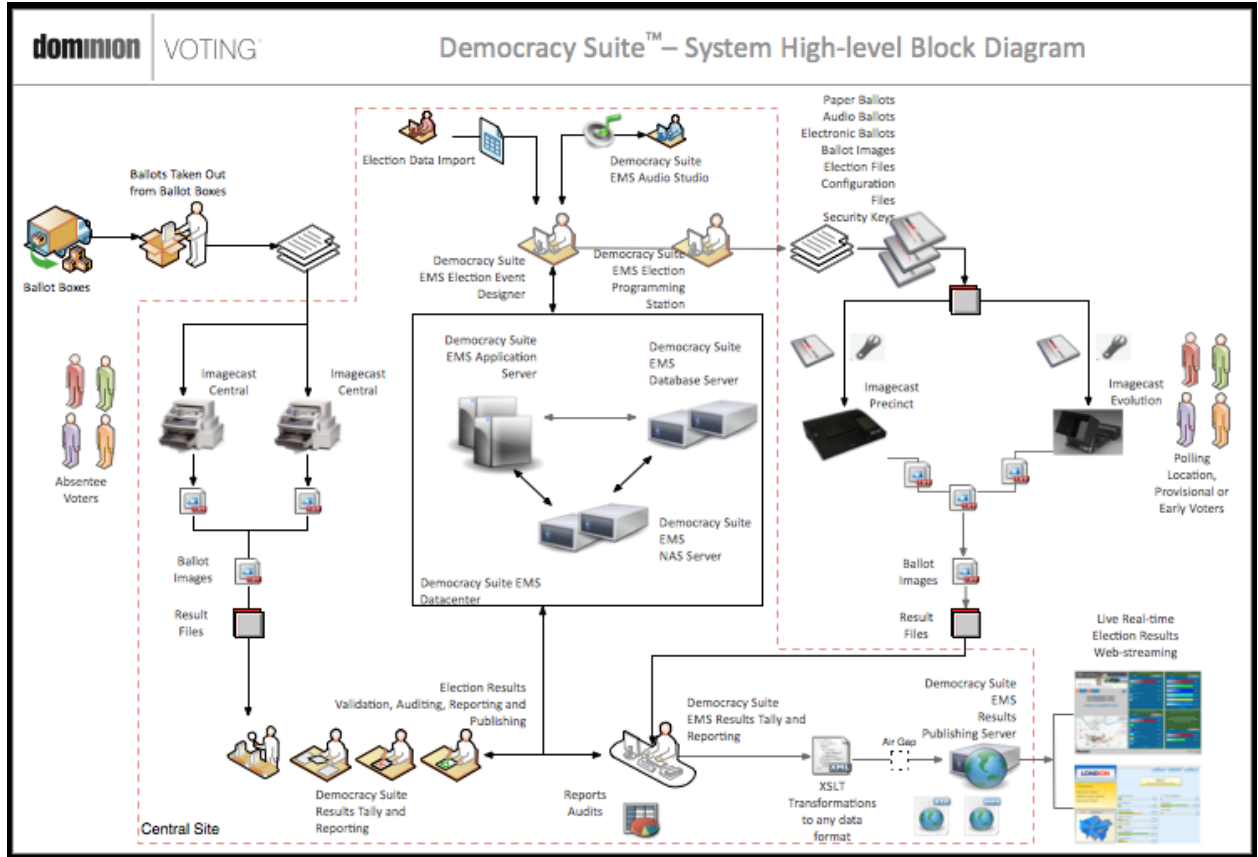 dominion VOTING
Democracy Suite™– System High-level Block Diagram
Ballots Taken Out
from Ballot Boxes
Ballot Boxes
Election Data Import
Democracy Suite
EMS Audio Studio
Paper Ballots
Audio Ballots
Electronic Ballots
Ballot Images
Election Files
Configuration
Files
Security Keys
Democracy Suite
EMS Election Event
Designer
Democracy Suite
EMS Election
Programming
Station
Absentee
Voters
Imagecast
Central
Imagecast
Central
Democracy Suite
EMS Application
Server
Democracy Suite
EMS
Database Server
Democracy Suite
EMS
NAS Server
Democracy Suite EMS
Datacenter
Imagecast
Precinct
Imagecast
Evolution
Polling
Location,
Provisional or
Early Voters
Ballot
Images
Result
Files
Ballot
Images
Result
Files
Election Results
Validation, Auditing, Reporting and
Publishing
Democracy Suite
Results Tally and
Reporting
Central Site
Democracy Suite
EMS Results Tally and
Reporting
Reports
Audits
XML
XSLT
Transformations
to any data
format
Air Gap
Democracy Suite
EMS
Results
Publishing Server
Live Real-time
Election Results
Web-streaming
LONDON